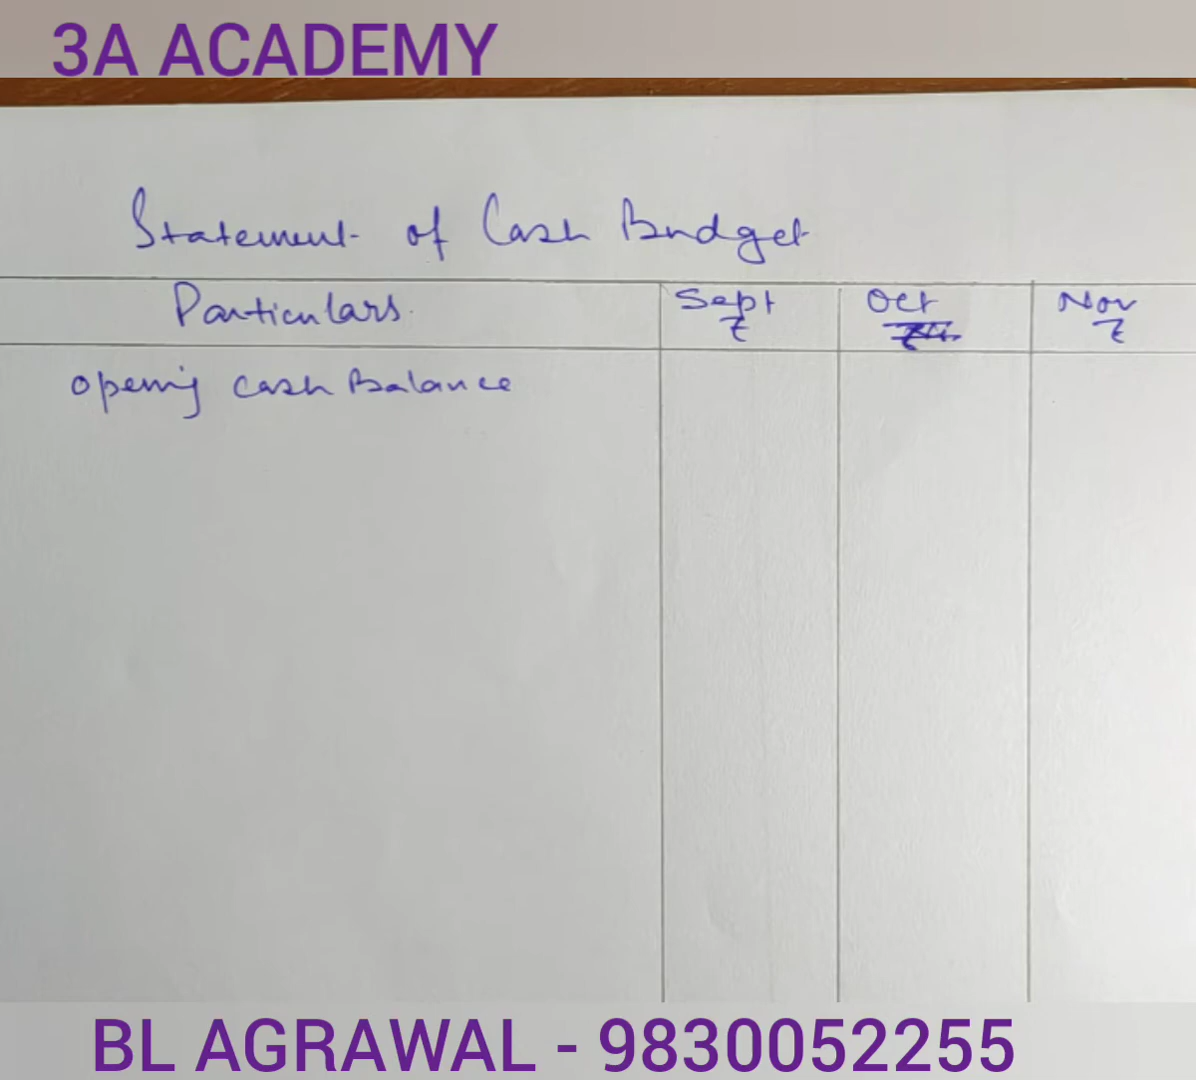 3A ACADEMY
Statement of Cash Budget
Particulars. Sept Oct Nov
₹ ₹
Opening cash Balance
BL AGRAWAL - 9830052255